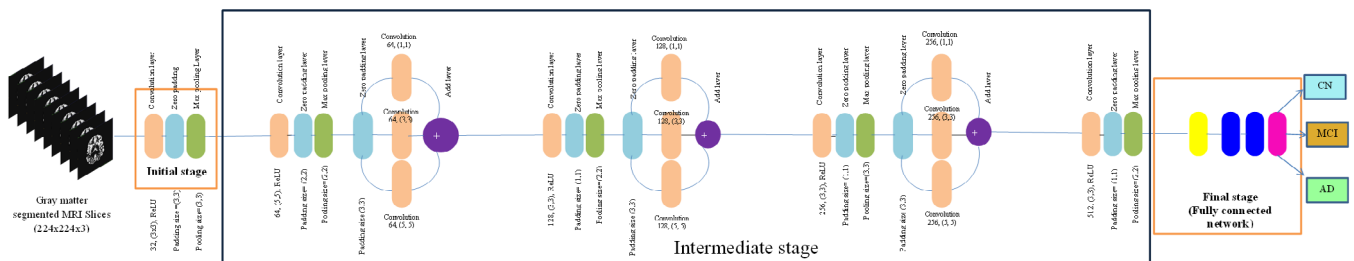 Gray matter
segmented MRI Slices
(224x224x3)
Convolution layer
Zero padding
Max pooling Layer
Initial stage
32, (3x3), ReLU
Padding size=(3,3)
Pooling size=(3,3)
Convolution layer
Zero padding layer
Max pooling layer
64, (5,5), ReLU
Padding size= (2,2)
Pooling size=(2,2)
Zero padding layer
Padding size (3,3)
Convolution
64, (1,1)
Convolution
64, (3,3)
Convolution
64, (5, 5)
Add layer
+
Convolution layer
Zero padding layer
Max pooling layer
128, (3,3), ReLU
Padding size= (1,1)
Pooling size=(2,2)
Zero padding layer
Padding size (3,3)
Convolution
128, (1,1)
Convolution
128, (3,3)
Convolution
128, (5, 5)
Add layer
+
Convolution layer
Zero padding layer
Max pooling layer
256, (3,3), ReLU
Padding size= (1,1)
Pooling size=(3,3)
Zero padding layer
Padding size (3,3)
Convolution
256, (1,1)
Convolution
256, (3,3)
Convolution
256, (5, 5)
Add layer
+
Convolution layer
Zero padding layer
Max pooling layer
512, (3,3), ReLU
Padding size= (1,1)
Pooling size=(2,2)
Intermediate stage
Final stage
(Fully connected
network)
CN
MCI
AD